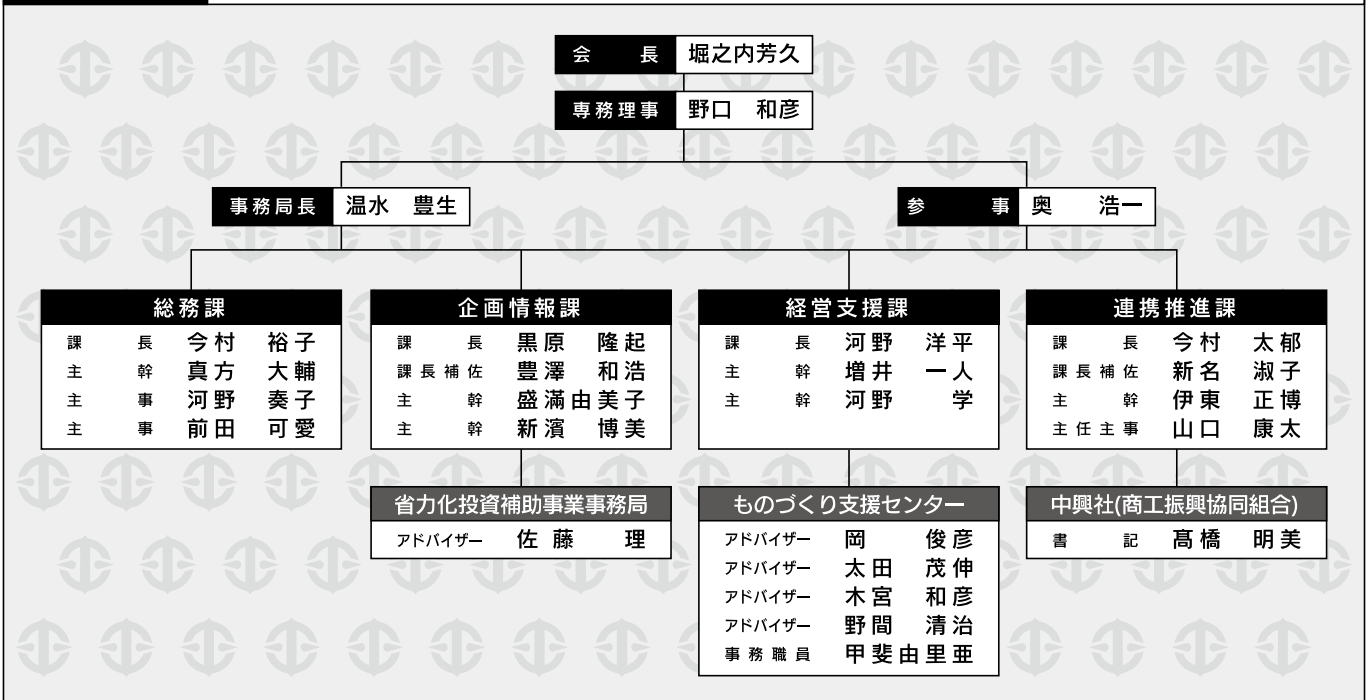 会長 堀之内芳久
専務理事 野口 和彦
事務局長 温水 豊生
参事 奥 浩一
総務課
課長 今村 裕子
主幹 真方 大輔
主事 河野 奏子
主事 前田 可愛
企画情報課
課長 黒原 隆起
課長補佐 豊澤 和浩
主幹 盛満由美子
主幹 新濱 博美
経営支援課
課長 河野 洋平
主幹 増井 一人
主幹 河野 学
連携推進課
課長 今村 太郁
課長補佐 新名 淑子
主幹 伊東 正博
主任主事 山口 康太
省力化投資補助事業事務局
アドバイザー 佐藤 理
ものづくり支援センター
アドバイザー 岡 俊彦
アドバイザー 太田 茂伸
アドバイザー 木宮 和彦
アドバイザー 野間 清治
事務職員 甲斐由里亜
中興社(商工振興協同組合)
書記 髙橋 明美